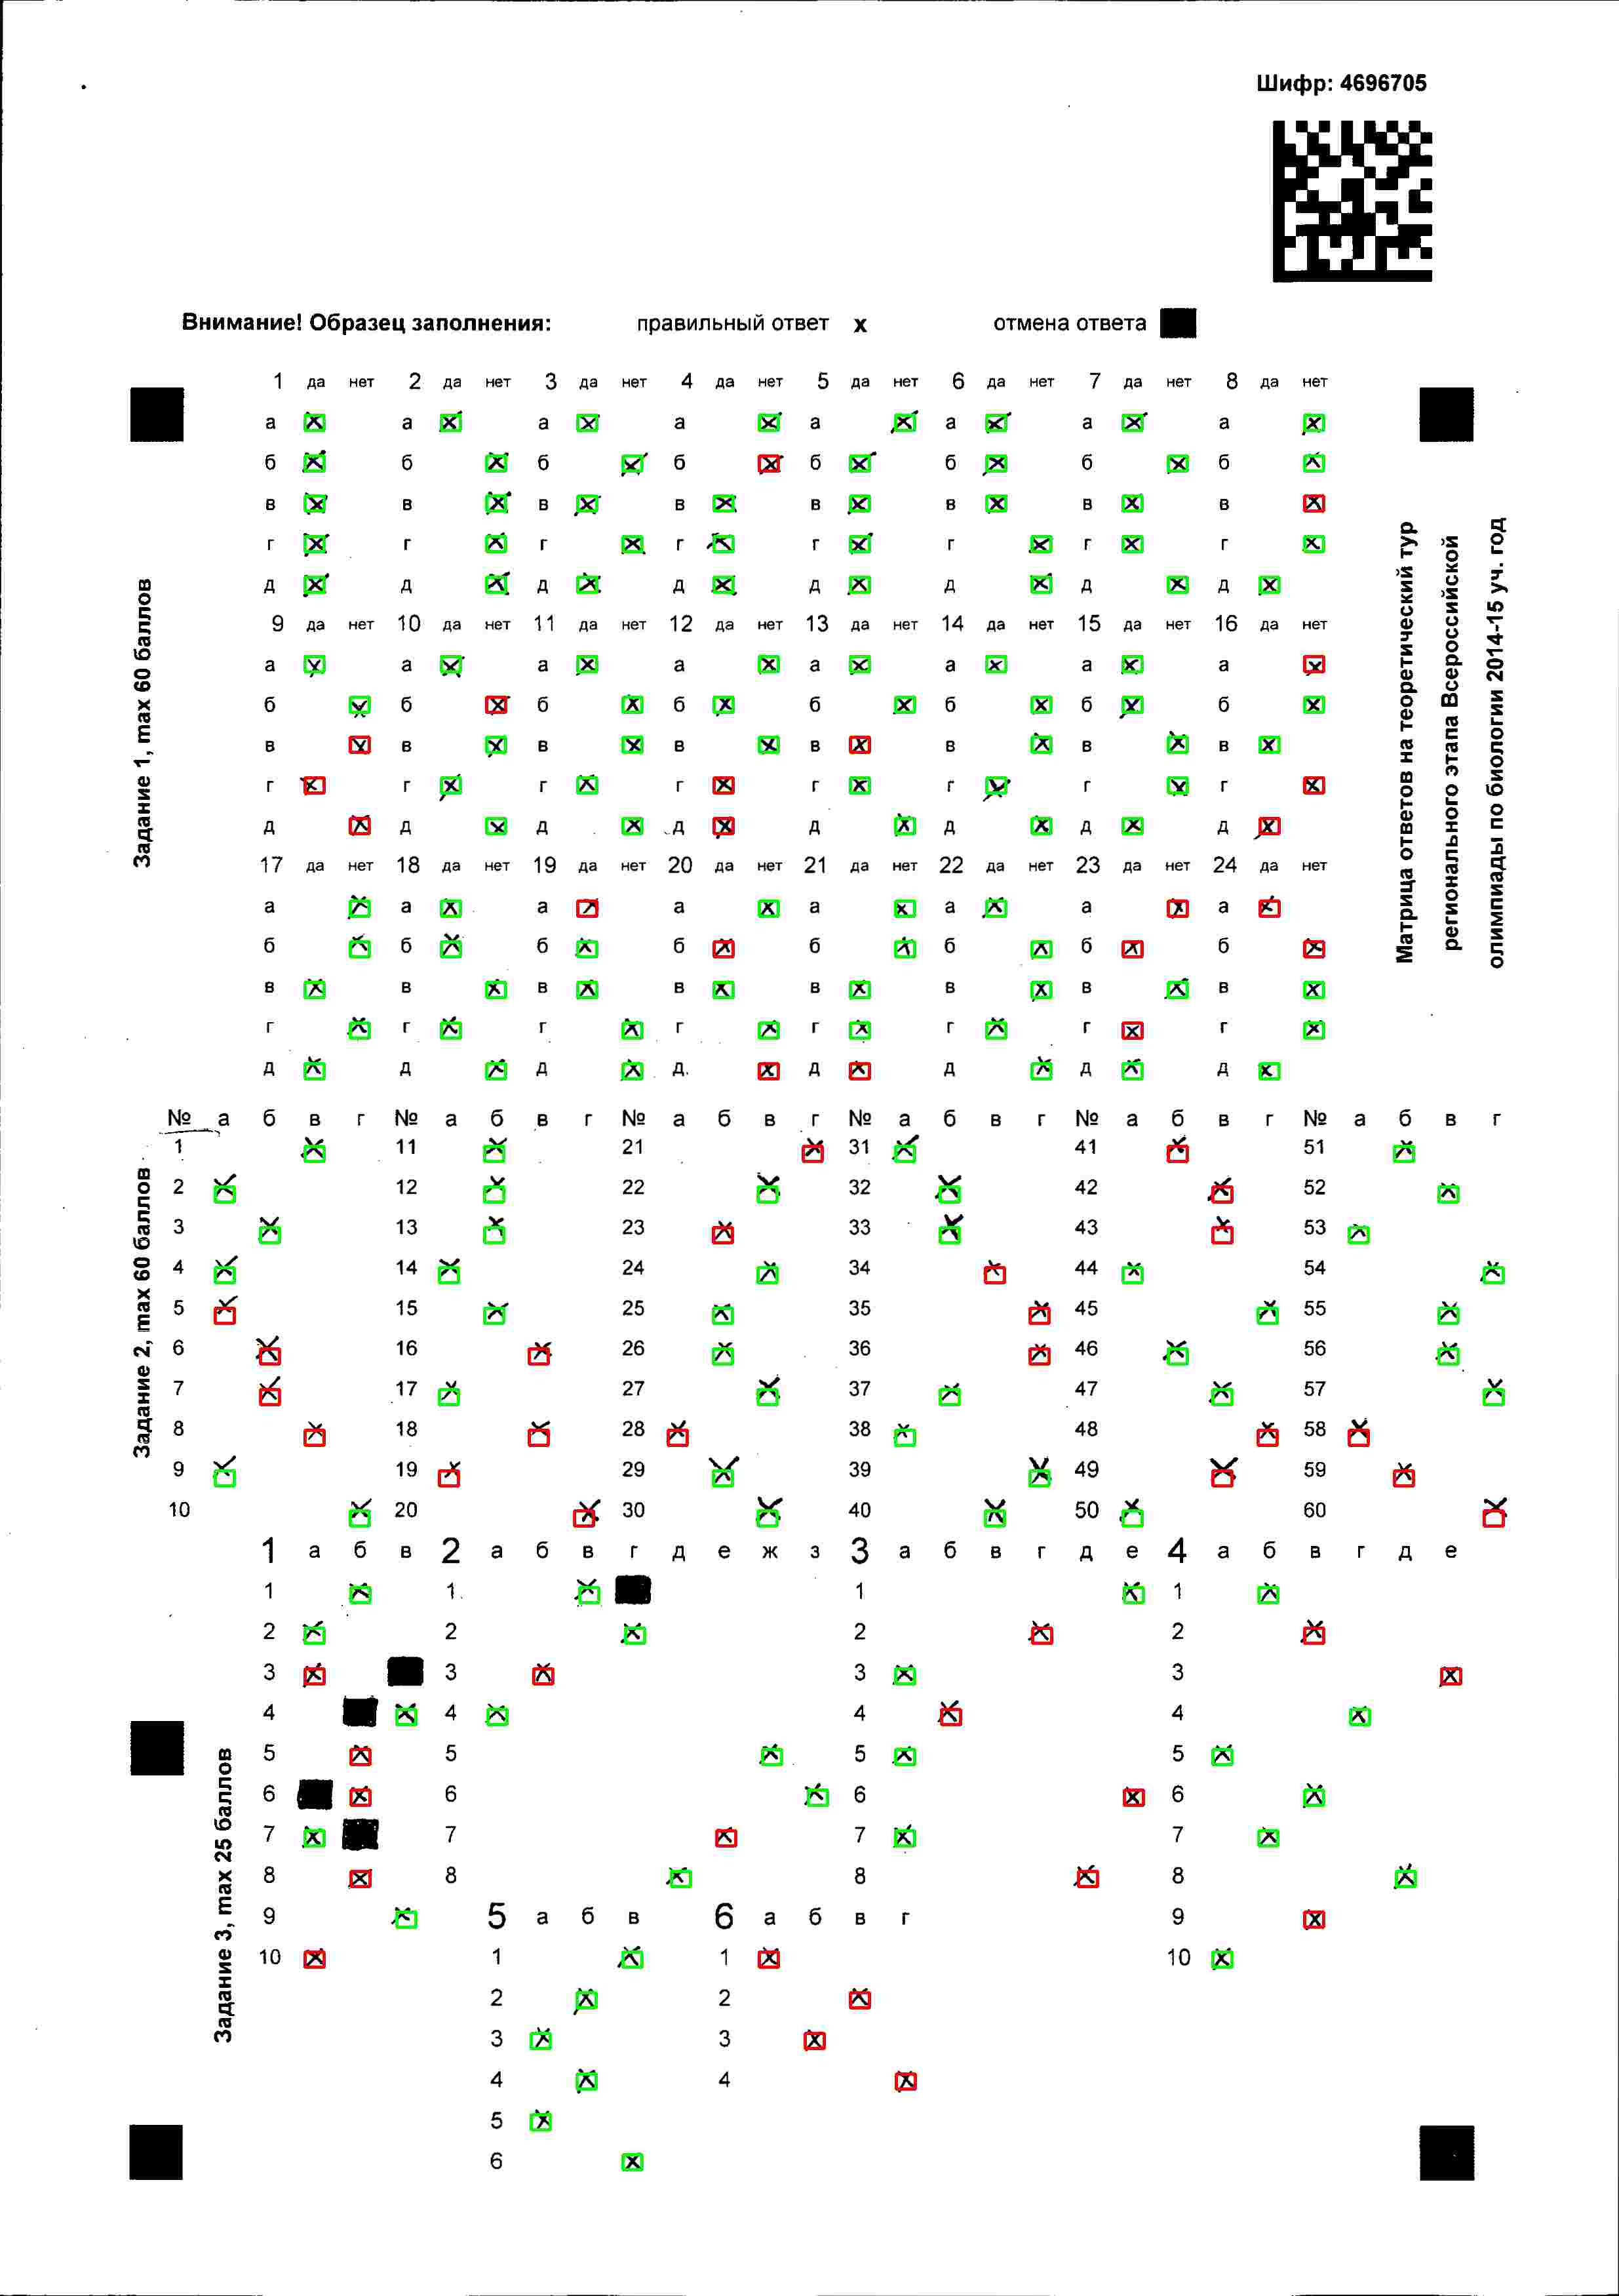 Шифр: 4696705
Внимание! Образец заполнения: правильный ответ x отмена ответа
Матрица ответов на теоретический тур
регионального этапа Всероссийской
олимпиады по биологии 2014-15 уч. год
Задание 1, max 60 баллов
1 да нет 2 да нет 3 да нет 4 да нет 5 да нет 6 да нет 7 да нет 8 да нет
а а а а а а а а
б б б б б б б б
в в в в в в в в
г г г г г г г г
д д д д д д д д
9 да нет 10 да нет 11 да нет 12 да нет 13 да нет 14 да нет 15 да нет 16 да нет
а а а а а а а а
б б б б б б б б
в в в в в в в в
г г г г г г г г
д д д д д д д д
17 да нет 18 да нет 19 да нет 20 да нет 21 да нет 22 да нет 23 да нет 24 да нет
а а а а а а а а
б б б б б б б б
в в в в в в в в
г г г г г г г г
д д д д д д д д
Задание 2, max 60 баллов
№ а б в г № а б в г № а б в г № а б в г № а б в г № а б в г
1 11 21 31 41 51
2 12 22 32 42 52
3 13 23 33 43 53
4 14 24 34 44 54
5 15 25 35 45 55
6 16 26 36 46 56
7 17 27 37 47 57
8 18 28 38 48 58
9 19 29 39 49 59
10 20 30 40 50 60
Задание 3, max 25 баллов
1 а б в 2 а б в г д е ж з 3 а б в г д е 4 а б в г д е
1 1 1 1
2 2 2 2
3 3 3 3
4 4 4 4
5 5 5 5
6 6 6 6
7 7 7 7
8 8 8 8
9 5 а б в 6 а б в г 9
10 1 1 10
2 2
3 3
4 4
5
6